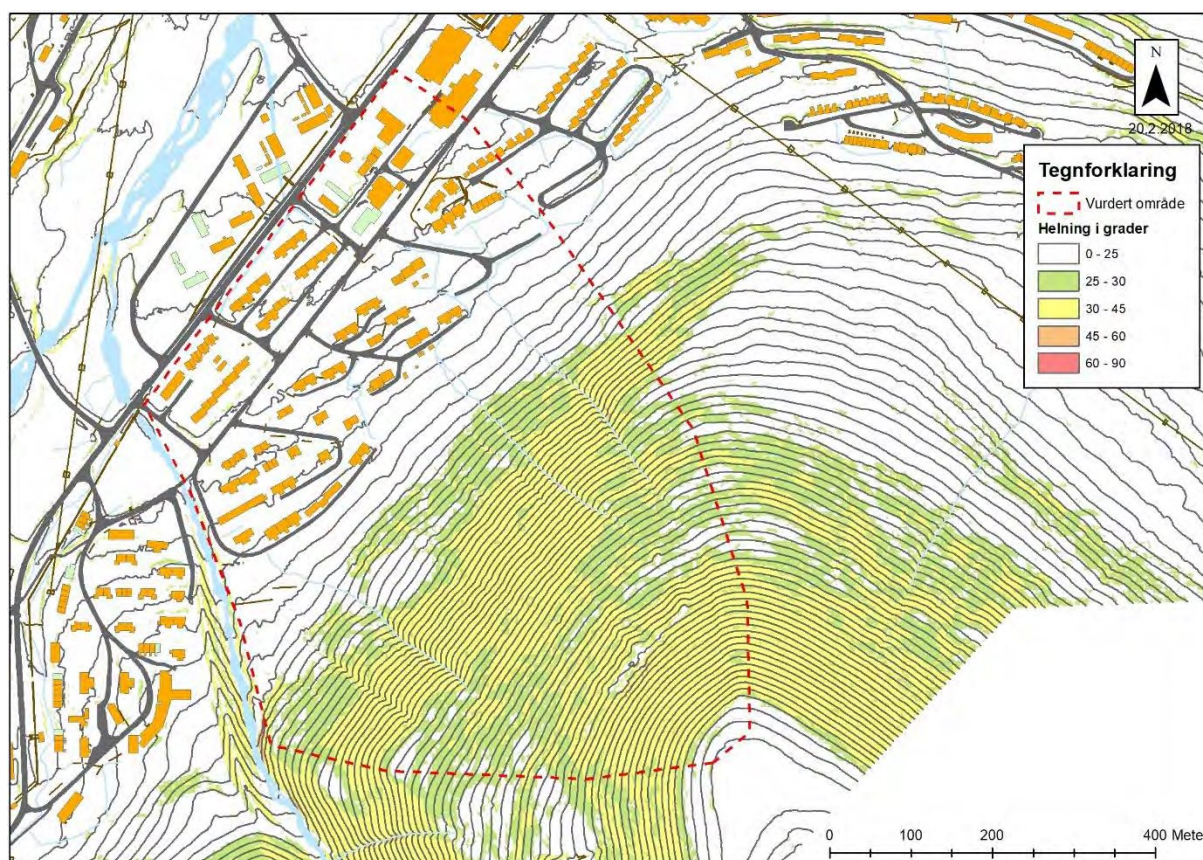 N
20.2.2018
Tegnforklaring
Vurdert område
Helning i grader
0 - 25
25 - 30
30 - 45
45 - 60
60 - 90
0 100 200 400 Mete